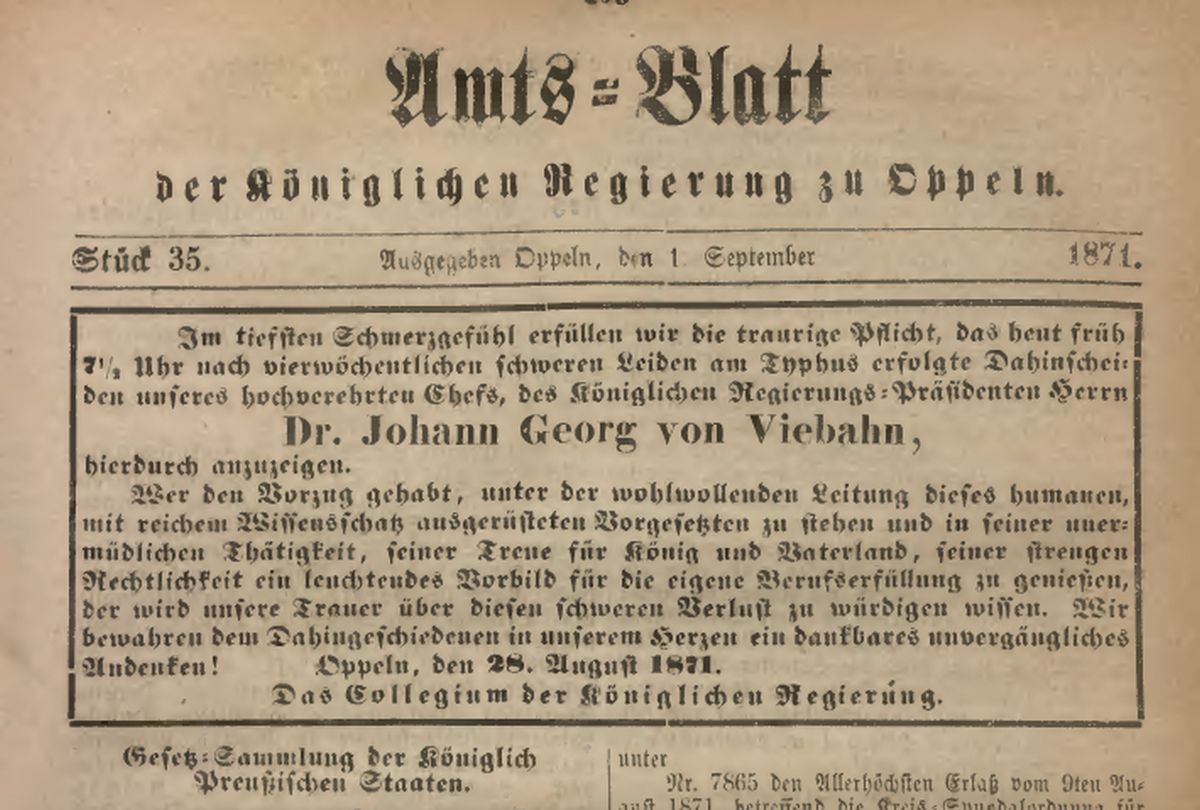 Amts-Blatt
der Königlichen Regierung zu Oppeln.
Stück 35. Ausgegeben Oppeln, den 1. September 1871.
Im tiefsten Schmerzgefühl erfüllen wir die traurige Pflicht, das heut früh
7½ Uhr nach vierwöchentlichen schweren Leiden am Typhus erfolgte Dahinschei-
den unseres hochverehrten Chefs, des Königlichen Regierungs-Präsidenten Herrn
Dr. Johann Georg von Viebahn,
hierdurch anzuzeigen.
Wer den Vorzug gehabt, unter der wohlwollenden Leitung dieses humanen,
mit reichem Wissensschatz ausgerüsteten Vorgesetzten zu stehen und in seiner uner-
müdlichen Thätigkeit, seiner Treue für König und Vaterland, seiner strengen
Rechtlichkeit ein leuchtendes Vorbild für die eigene Berufserfüllung zu genießen,
der wird unsere Trauer über diesen schweren Verlust zu würdigen wissen. Wir
bewahren dem Dahingeschiedenen in unserem Herzen ein dankbares unvergängliches
Andenken! Oppeln, den 28. August 1871.
Das Collegium der Königlichen Regierung.
Gesetz-Sammlung der Königlich
Preußischen Staaten.
unter
Nr. 7865 den Allerhöchsten Erlaß vom 9ten Au-
gust 1871, betreffend die Kreis-Synodalordnung für